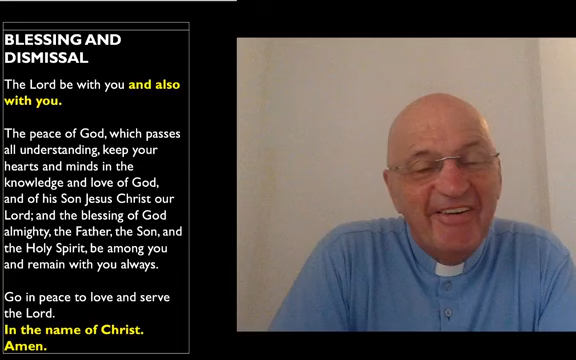 BLESSING AND
DISMISSAL
The Lord be with you and also
with you.
The peace of God, which passes
all understanding, keep your
hearts and minds in the
knowledge and love of God,
and of his Son Jesus Christ our
Lord; and the blessing of God
almighty, the Father, the Son, and
the Holy Spirit, be among you
and remain with you always.
Go in peace to love and serve
the Lord.
In the name of Christ.
Amen.